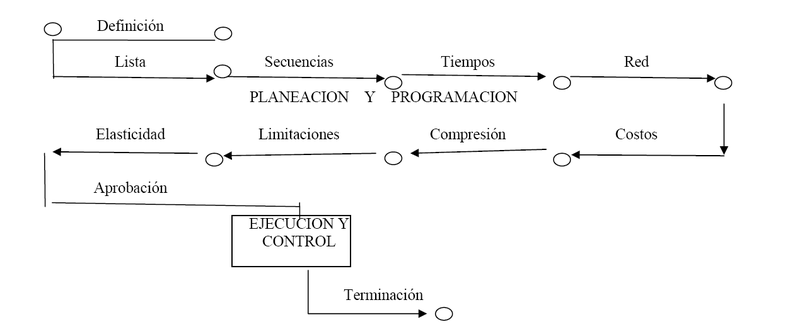 Definición
Lista Secuencias Tiempos Red
PLANEACION Y PROGRAMACION
Elasticidad Limitaciones Compresión Costos
Aprobación
EJECUCION Y
CONTROL
Terminación